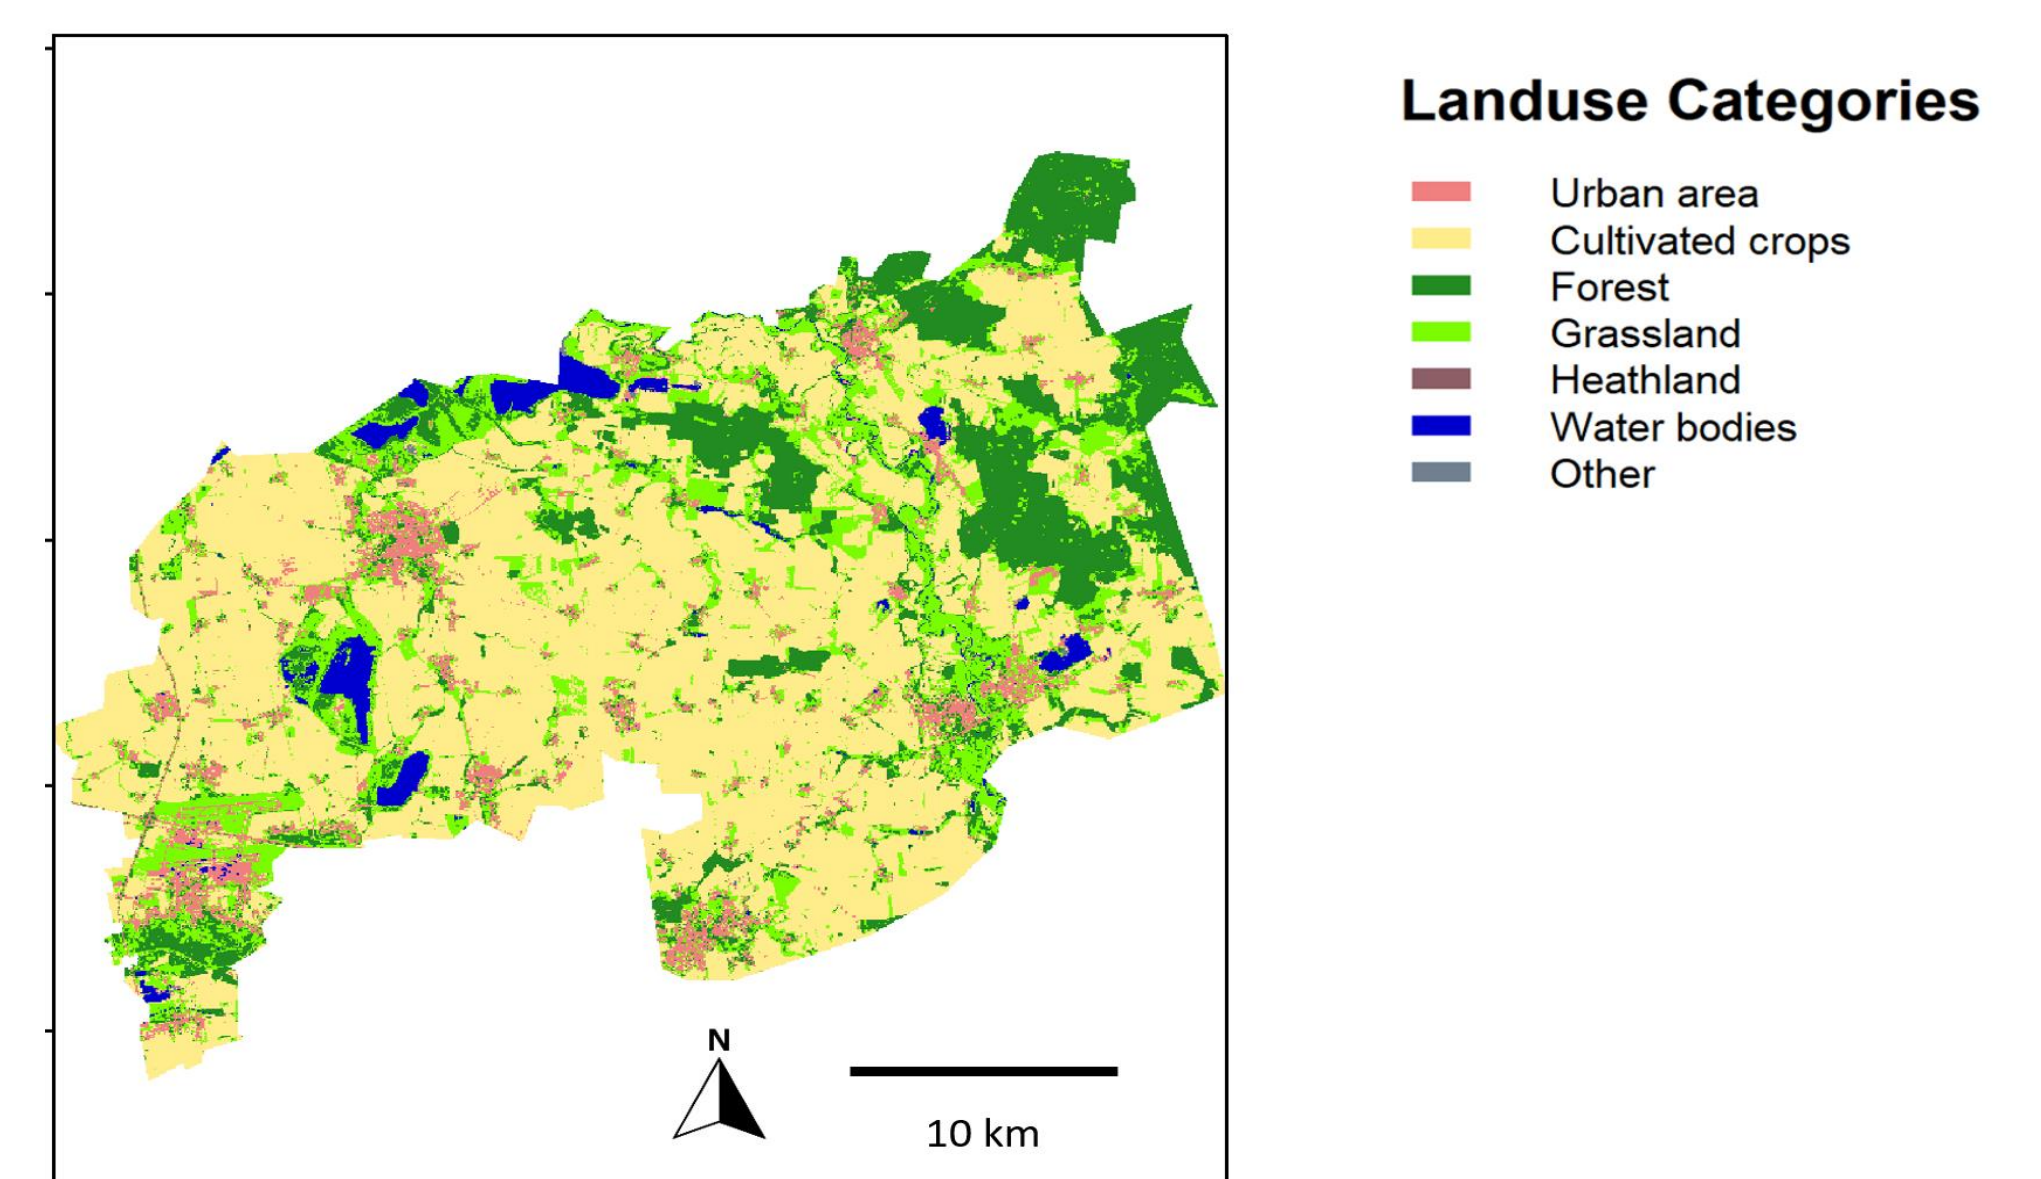 Landuse Categories
Urban area
Cultivated crops
Forest
Grassland
Heathland
Water bodies
Other
N
10 km